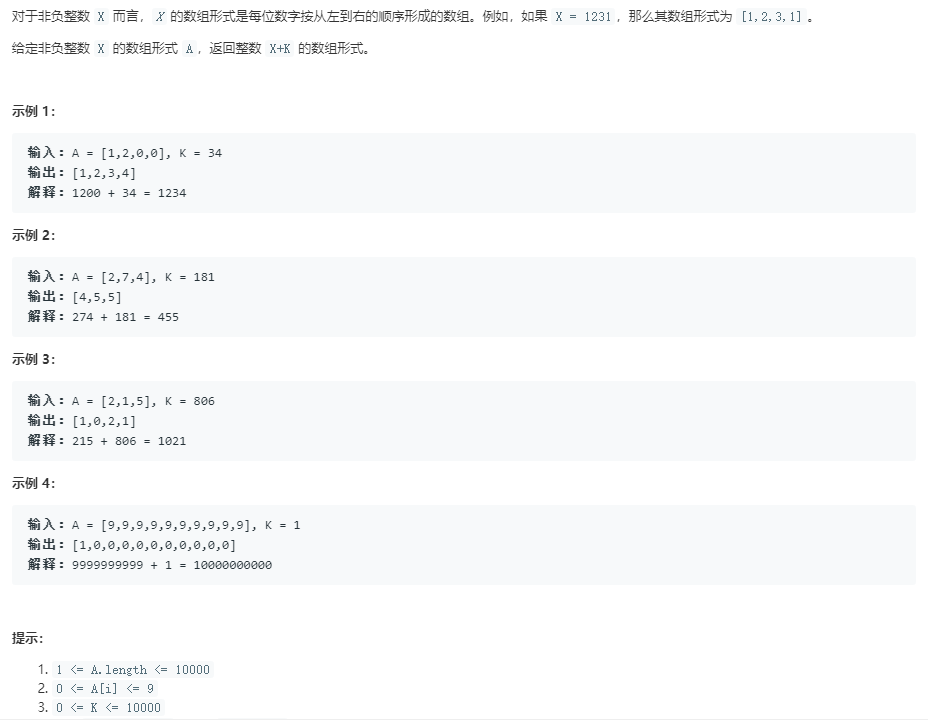 对于非负整数 X 而言，X 的数组形式是每位数字按从左到右的顺序形成的数组。例如，如果 X = 1231，那么其数组形式为 [1,2,3,1]。
给定非负整数 X 的数组形式 A，返回整数 X+K 的数组形式。
示例 1：
输入：A = [1,2,0,0], K = 34
输出：[1,2,3,4]
解释：1200 + 34 = 1234
示例 2：
输入：A = [2,7,4], K = 181
输出：[4,5,5]
解释：274 + 181 = 455
示例 3：
输入：A = [2,1,5], K = 806
输出：[1,0,2,1]
解释：215 + 806 = 1021
示例 4：
输入：A = [9,9,9,9,9,9,9,9,9,9], K = 1
输出：[1,0,0,0,0,0,0,0,0,0,0]
解释：9999999999 + 1 = 10000000000
提示：
1. 1 <= A.length <= 10000
2. 0 <= A[i] <= 9
3. 0 <= K <= 10000